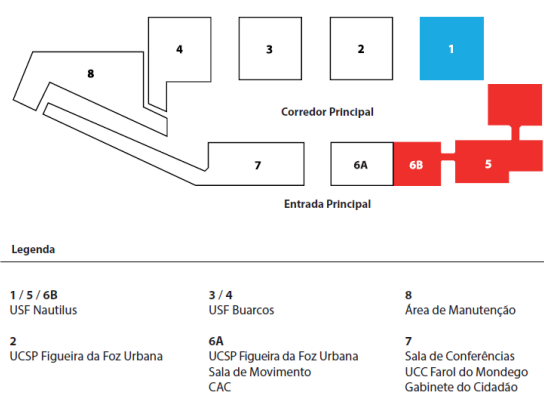 4
3
2
1
8
Corredor Principal
7
6A
6B
5
Entrada Principal
Legenda
1 / 5 / 6B
USF Nautilus
3 / 4
USF Buarcos
8
Área de Manutenção
2
UCSP Figueira da Foz Urbana
6A
UCSP Figueira da Foz Urbana
Sala de Movimento
CAC
7
Sala de Conferências
UCC Farol do Mondego
Gabinete do Cidadão